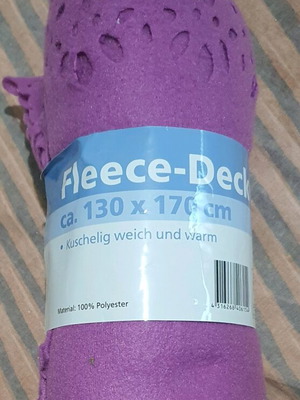 Fleece-Deck
ca. 130 x 170 cm
• Kuschelig weich und warm
Material: 100% Polyester